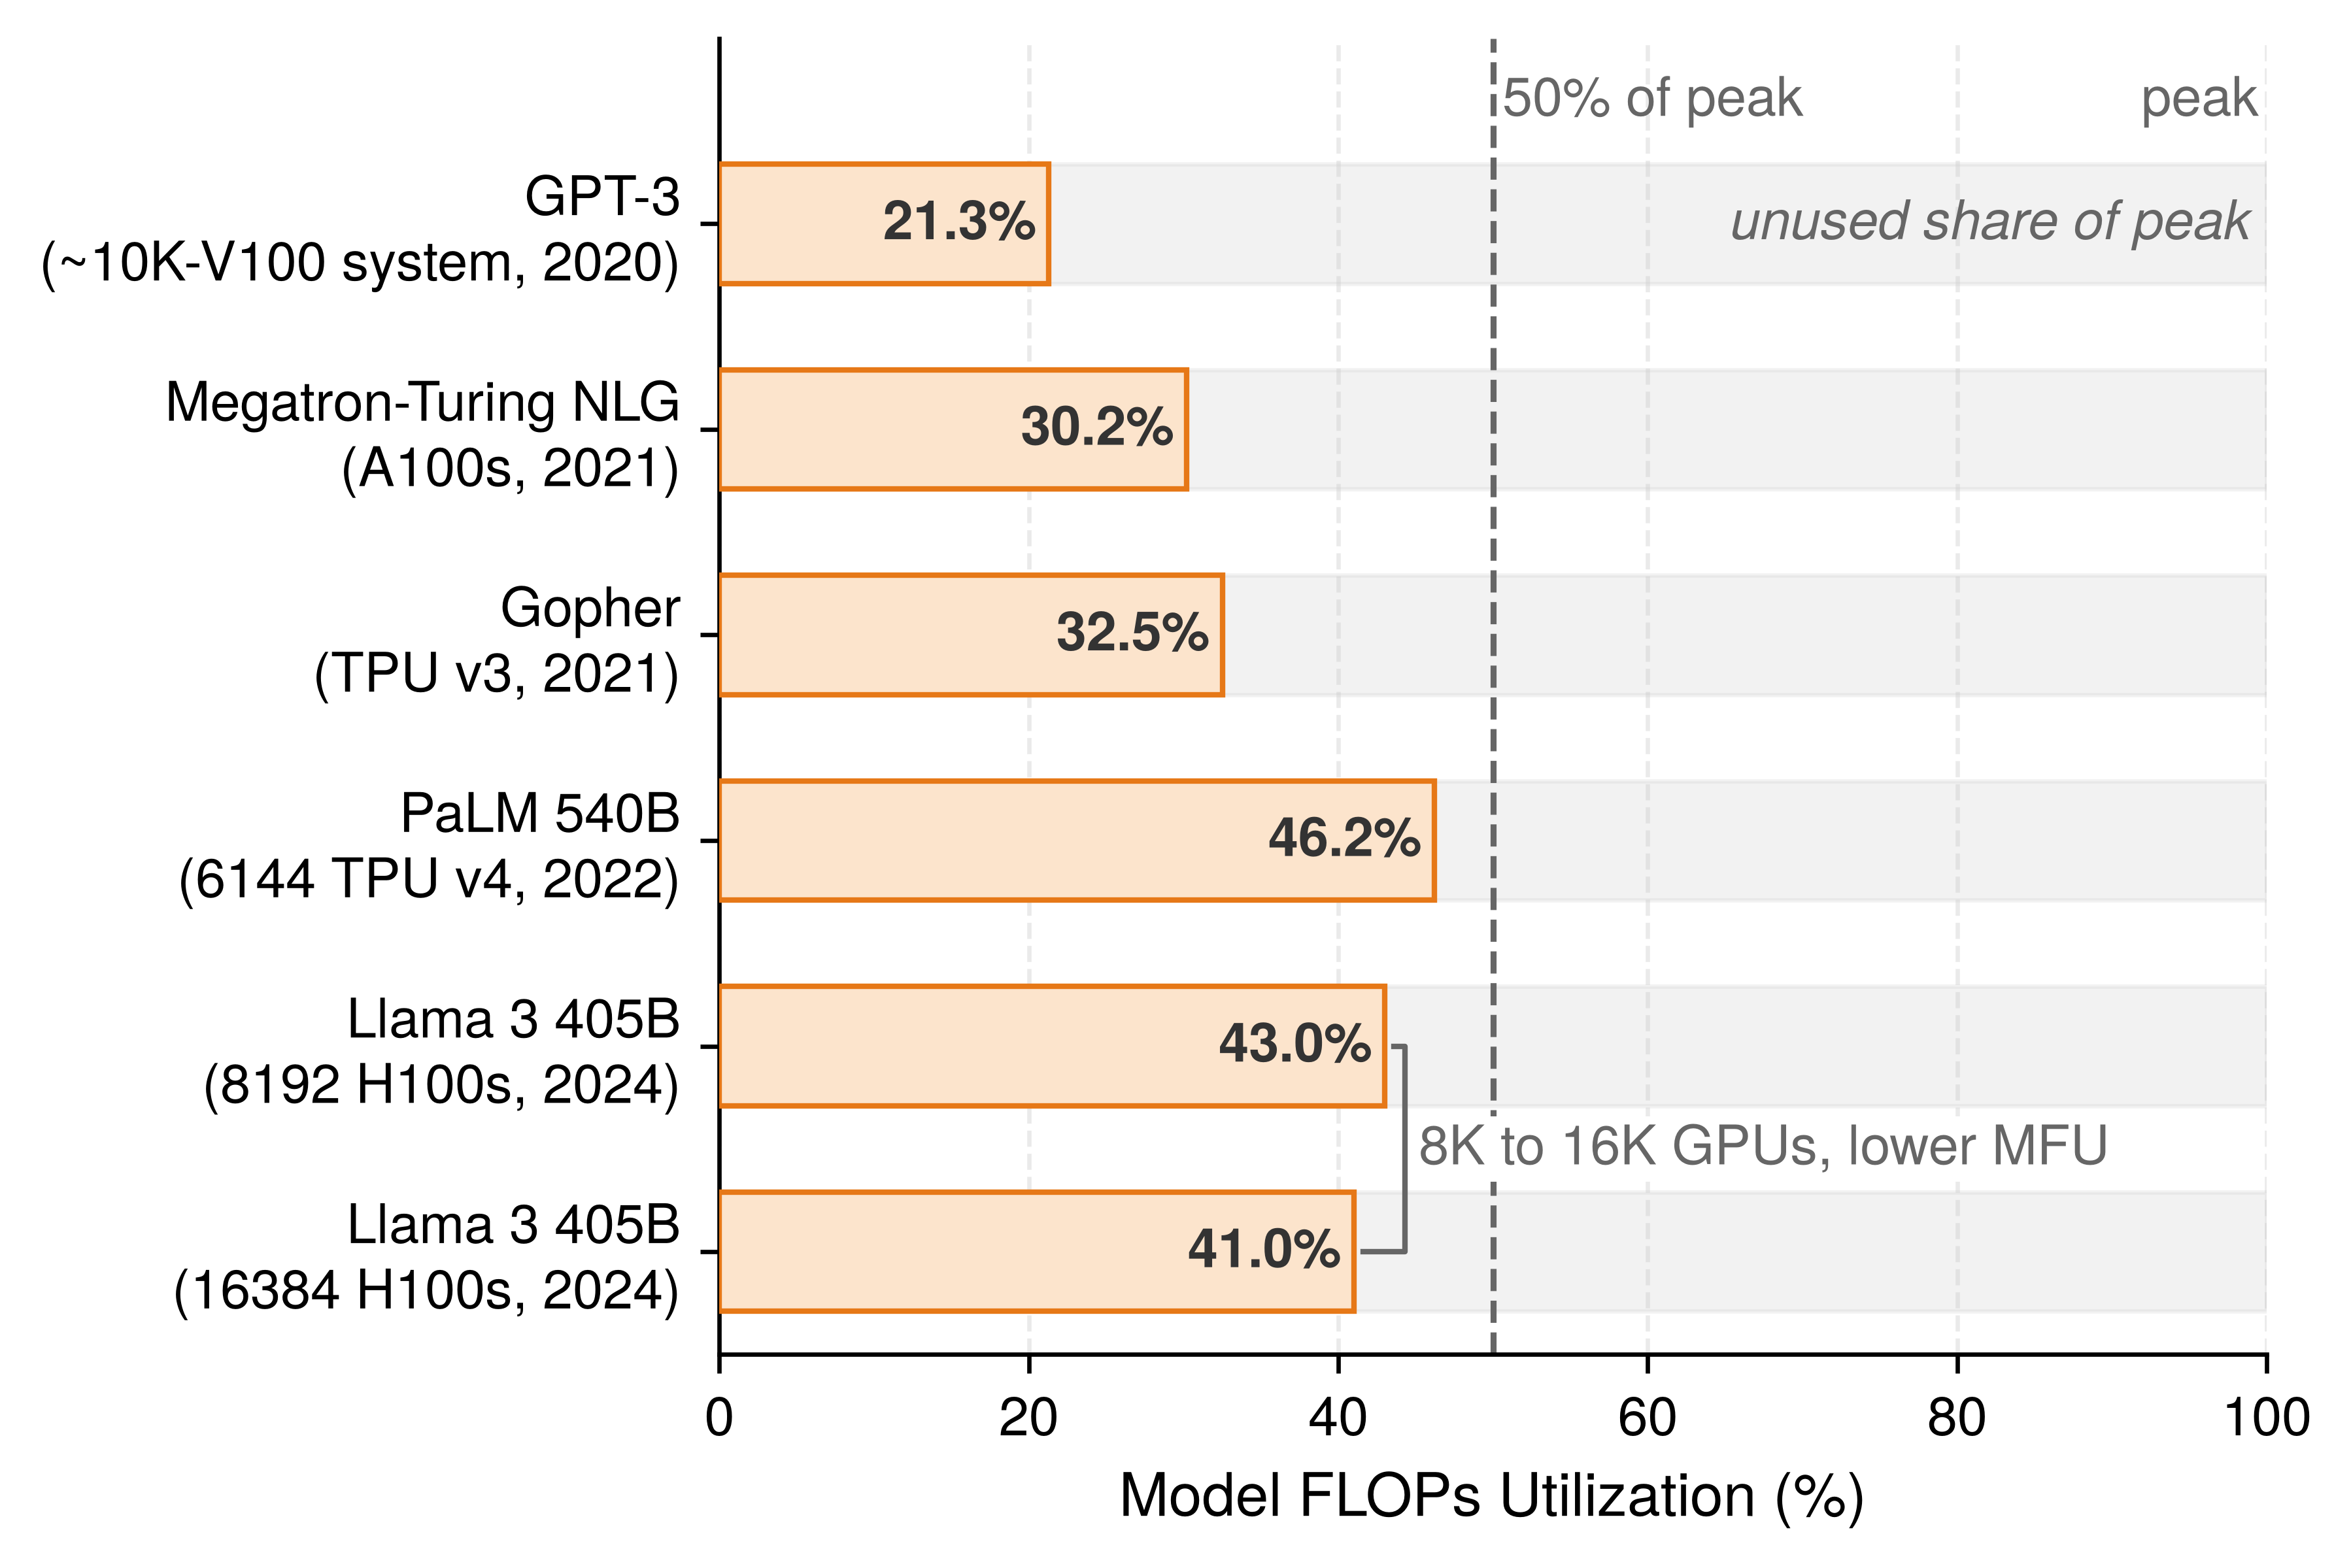 50% of peak
peak
GPT-3
(~10K-V100 system, 2020)
21.3%
unused share of peak
Megatron-Turing NLG
(A100s, 2021)
30.2%
Gopher
(TPU v3, 2021)
32.5%
PaLM 540B
(6144 TPU v4, 2022)
46.2%
Llama 3 405B
(8192 H100s, 2024)
43.0%
8K to 16K GPUs, lower MFU
Llama 3 405B
(16384 H100s, 2024)
41.0%
0 20 40 60 80 100
Model FLOPs Utilization (%)